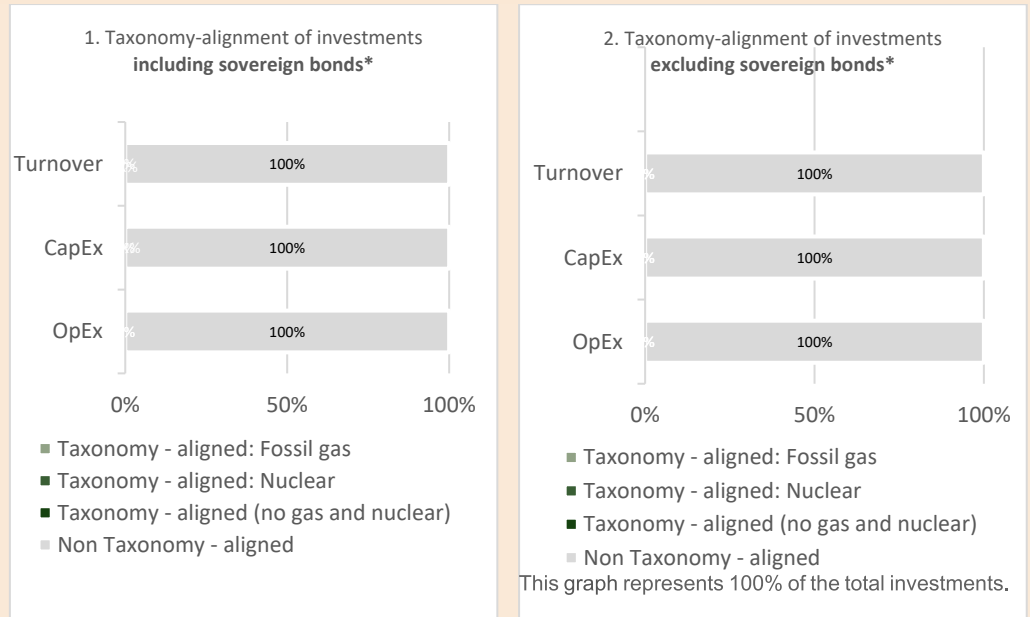 1. Taxonomy-alignment of investments
including sovereign bonds*
Turnover
100%
CapEx
100%
OpEx
100%
0% 50% 100%
Taxonomy - aligned: Fossil gas
Taxonomy - aligned: Nuclear
Taxonomy - aligned (no gas and nuclear)
Non Taxonomy - aligned
2. Taxonomy-alignment of investments
excluding sovereign bonds*
Turnover
100%
CapEx
100%
OpEx
100%
0% 50% 100%
Taxonomy - aligned: Fossil gas
Taxonomy - aligned: Nuclear
Taxonomy - aligned (no gas and nuclear)
Non Taxonomy - aligned
This graph represents 100% of the total investments.